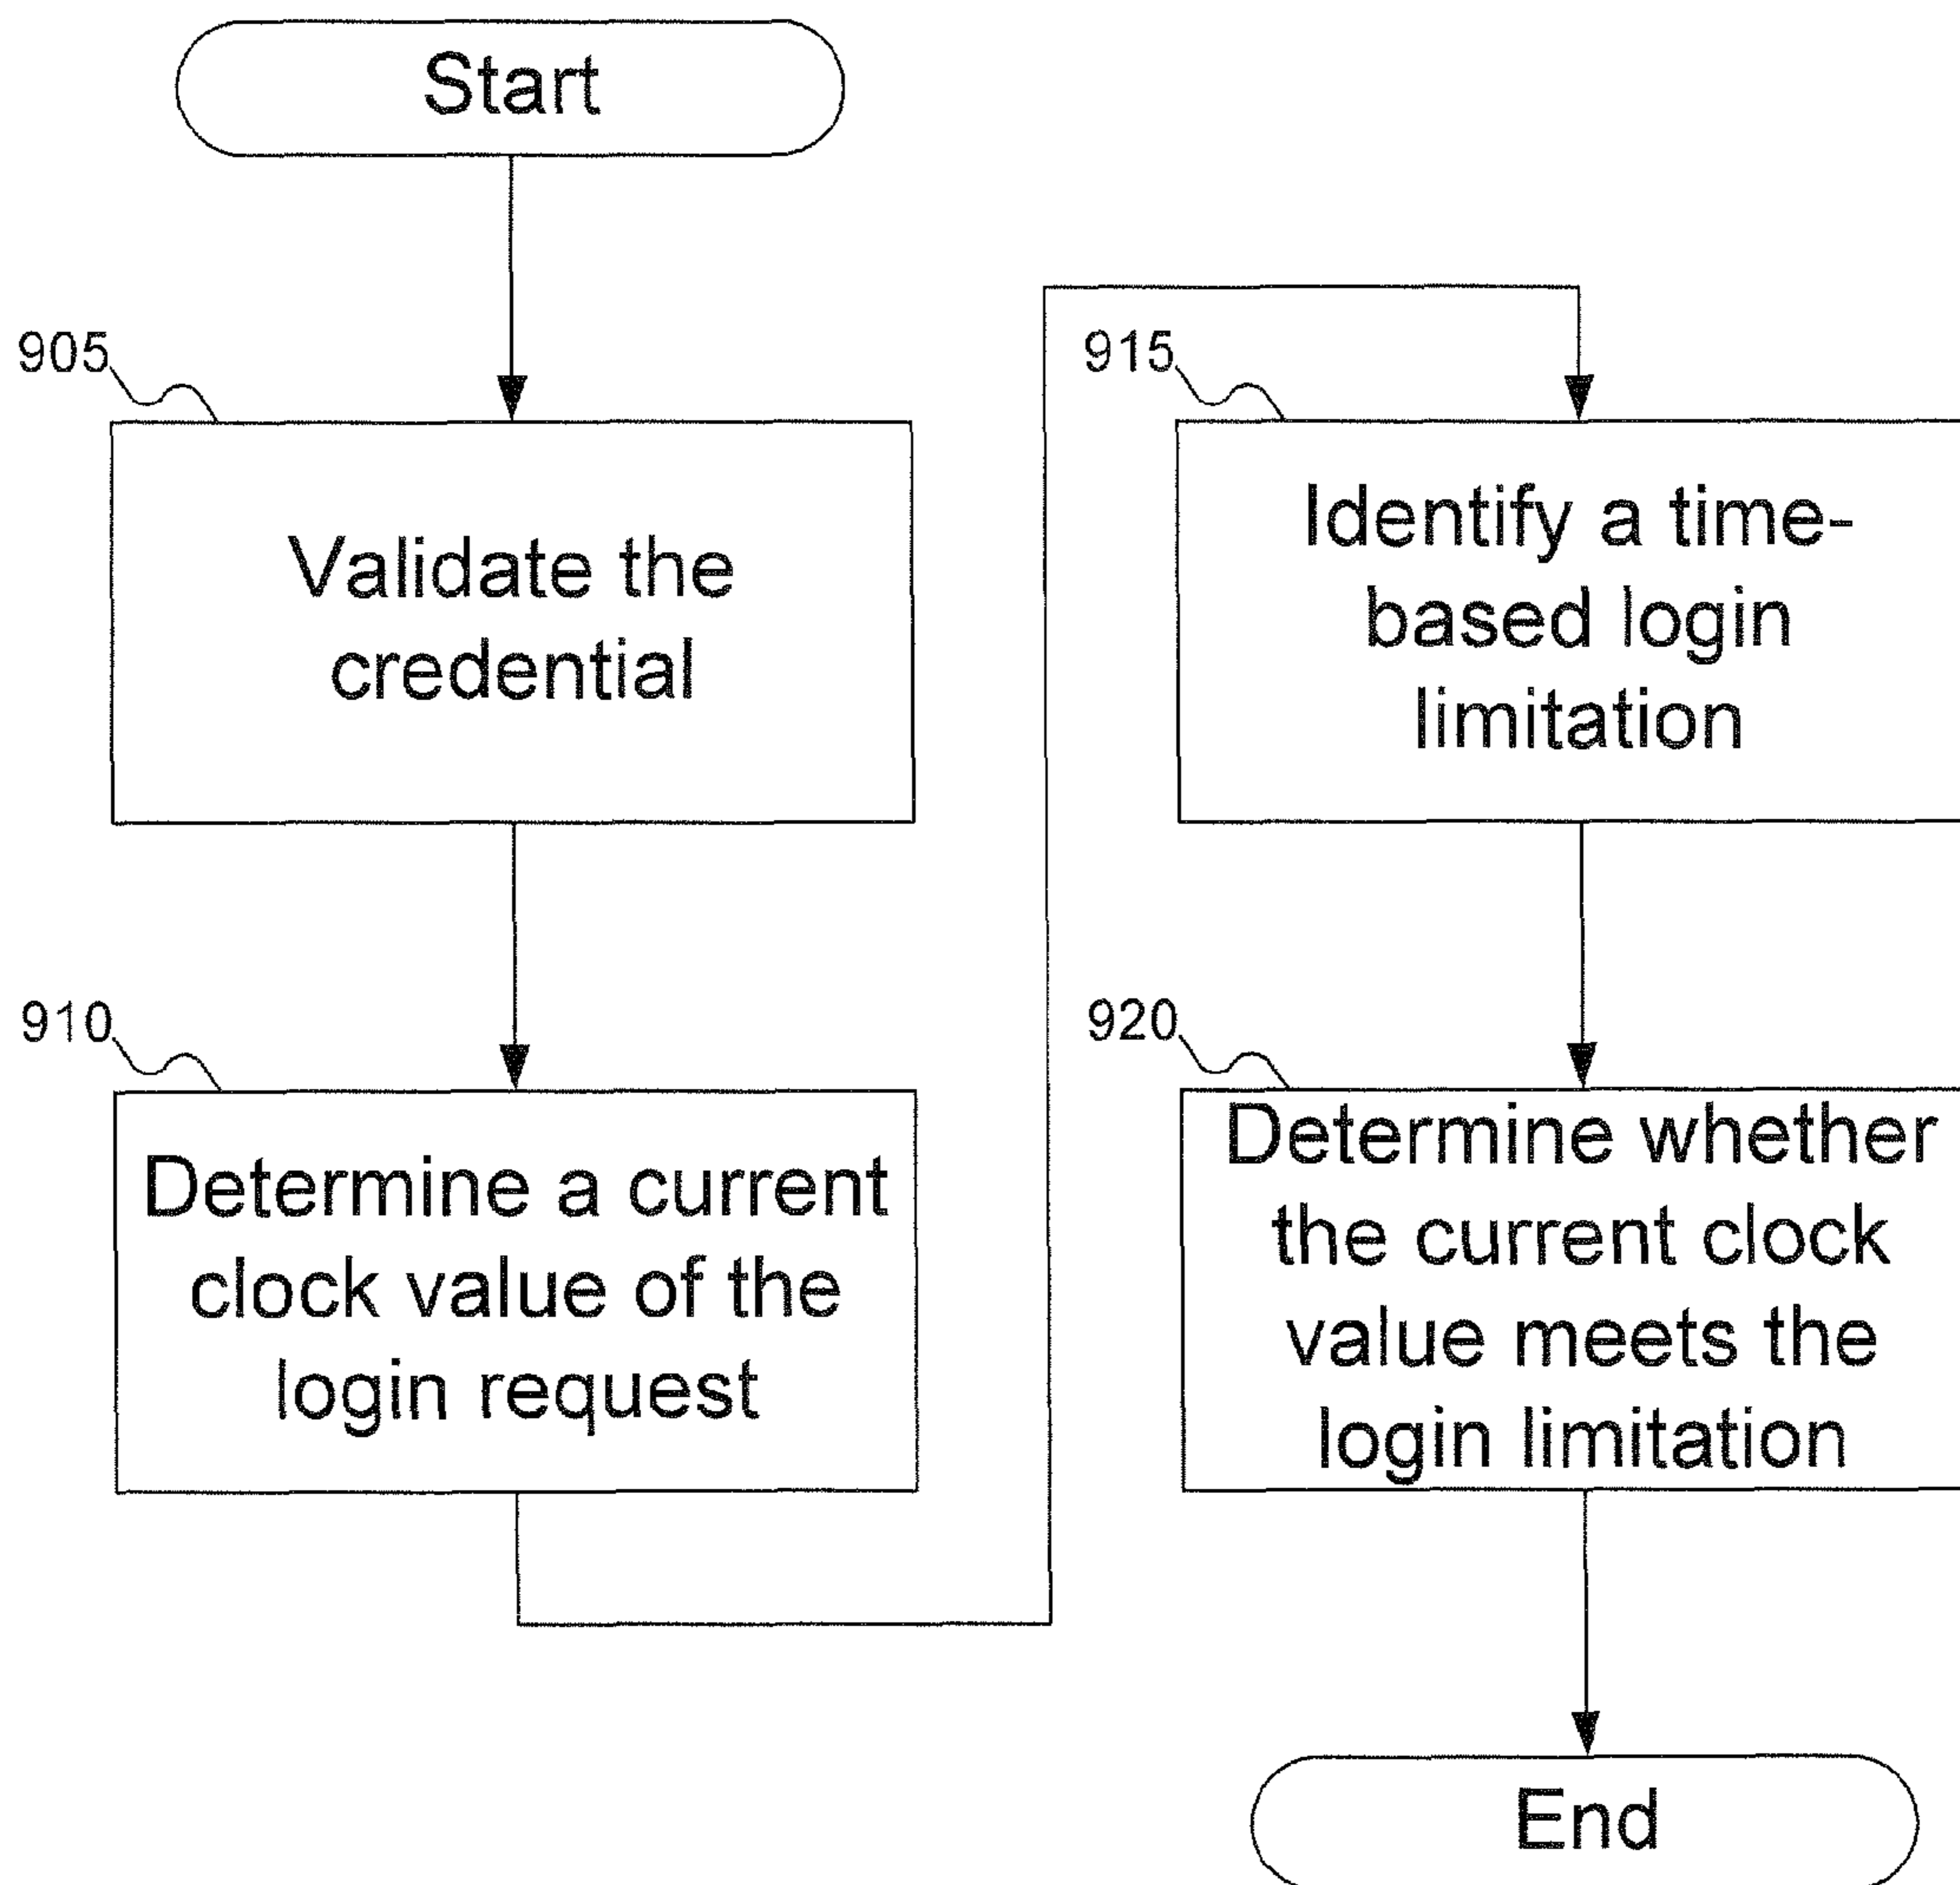 Start
905
Validate the
credential
910
Determine a current
clock value of the
login request
915
Identify a time-
based login
limitation
920
Determine whether
the current clock
value meets the
login limitation
End